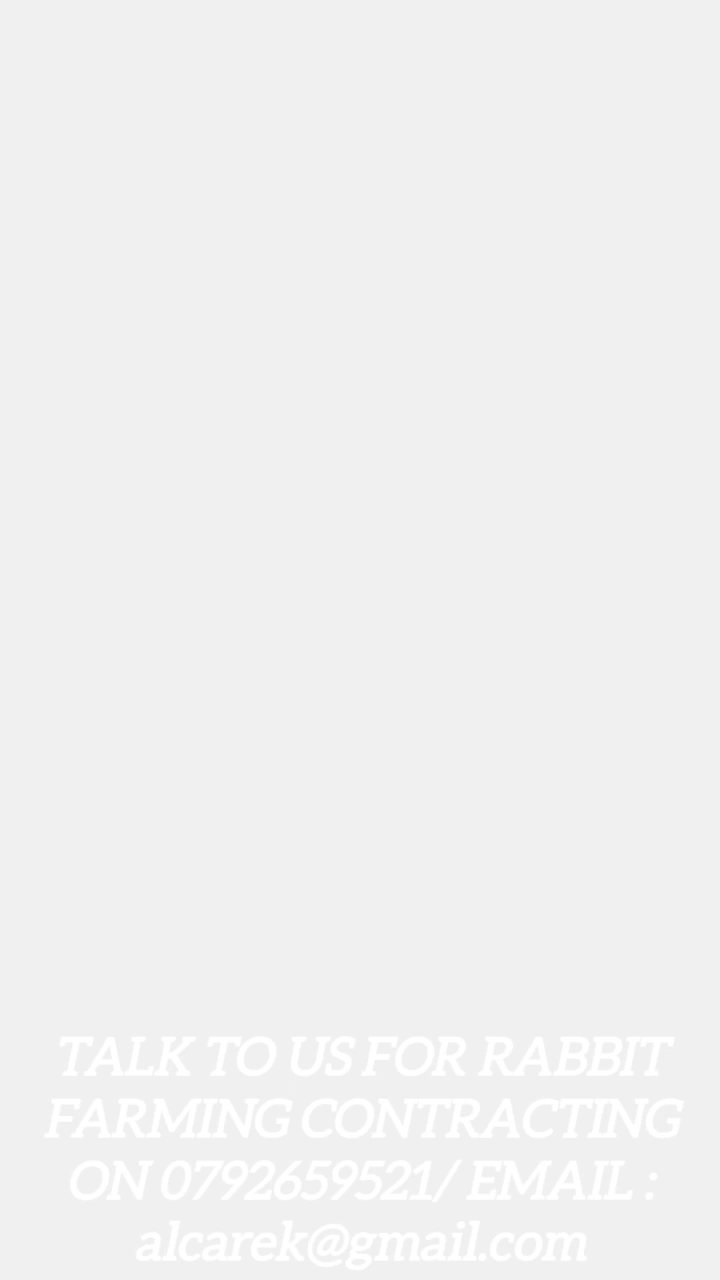 TALK TO US FOR RABBIT
FARMING CONTRACTING
ON 0792659521/ EMAIL :
alcarek@gmail.com